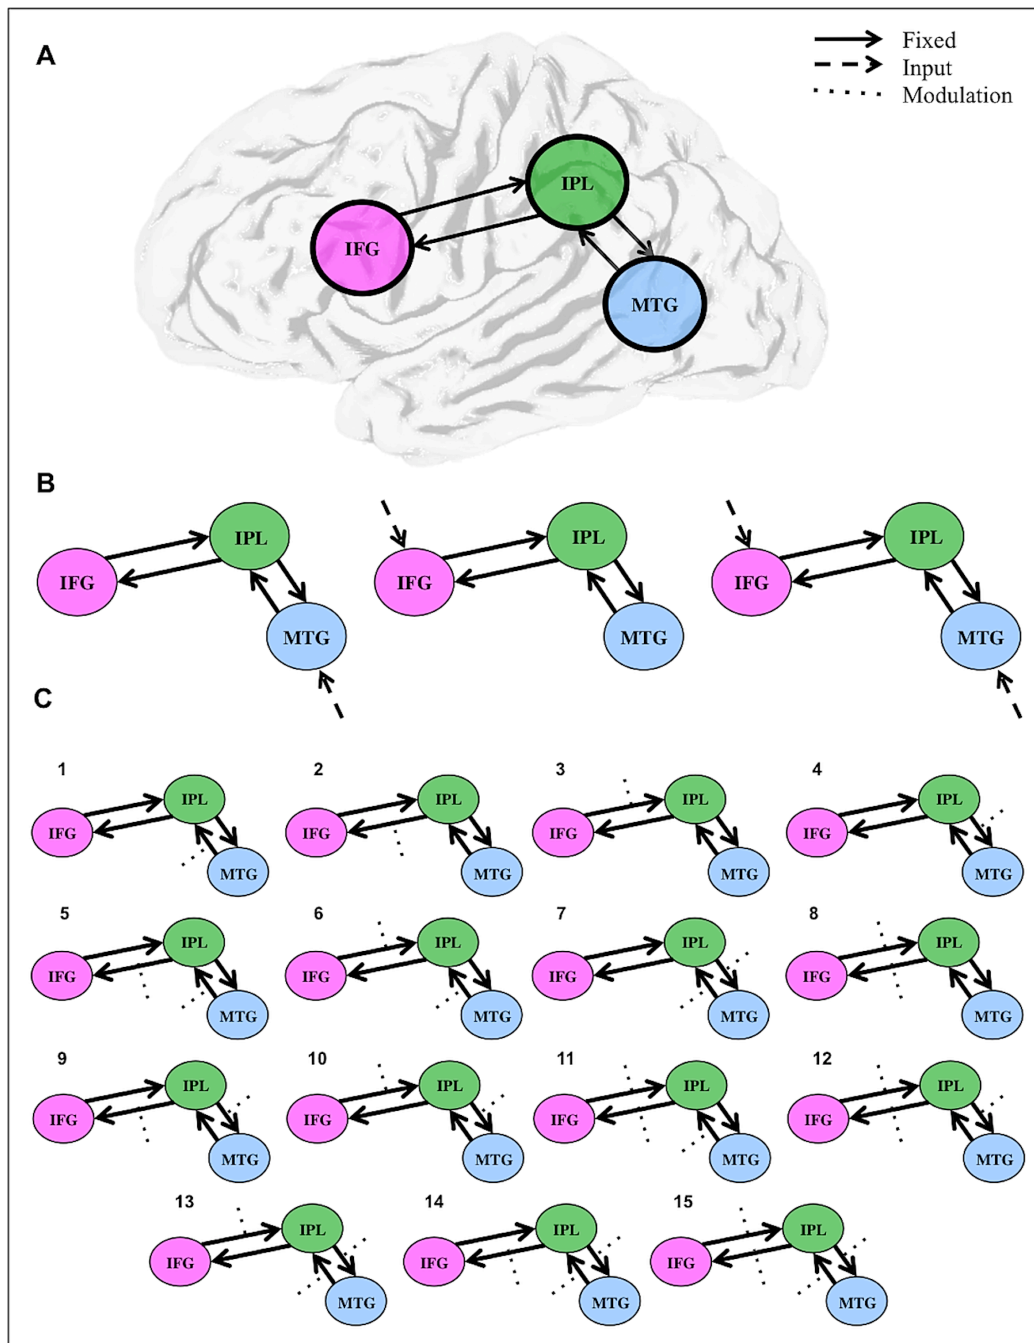 A
Fixed
Input
Modulation
IPL
IFG
MTG
B
IPL
IFG
MTG
IPL
IFG
MTG
IPL
IFG
MTG
C
1
IPL
IFG
MTG
2
IPL
IFG
MTG
3
IPL
IFG
MTG
4
IPL
IFG
MTG
5
IPL
IFG
MTG
6
IPL
IFG
MTG
7
IPL
IFG
MTG
8
IPL
IFG
MTG
9
IPL
IFG
MTG
10
IPL
IFG
MTG
11
IPL
IFG
MTG
12
IPL
IFG
MTG
13
IPL
IFG
MTG
14
IPL
IFG
MTG
15
IPL
IFG
MTG